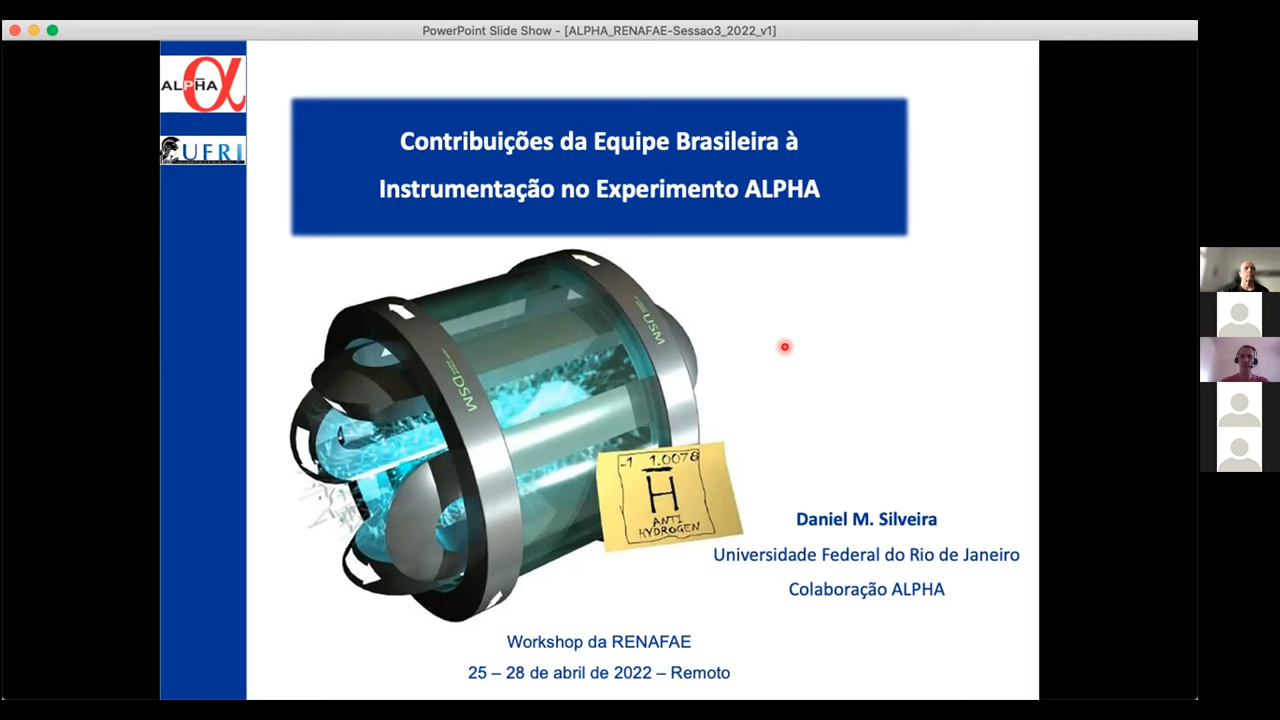 PowerPoint Slide Show - [ALPHA_RENAFAE-Sessao3_2022_v1]
ALPHA
UFRJ
Contribuições da Equipe Brasileira à
Instrumentação no Experimento ALPHA
USM
DSM
-1 1.0078
H
ANTI
HYDROGEN
Daniel M. Silveira
Universidade Federal do Rio de Janeiro
Colaboração ALPHA
Workshop da RENAFAE
25 – 28 de abril de 2022 – Remoto